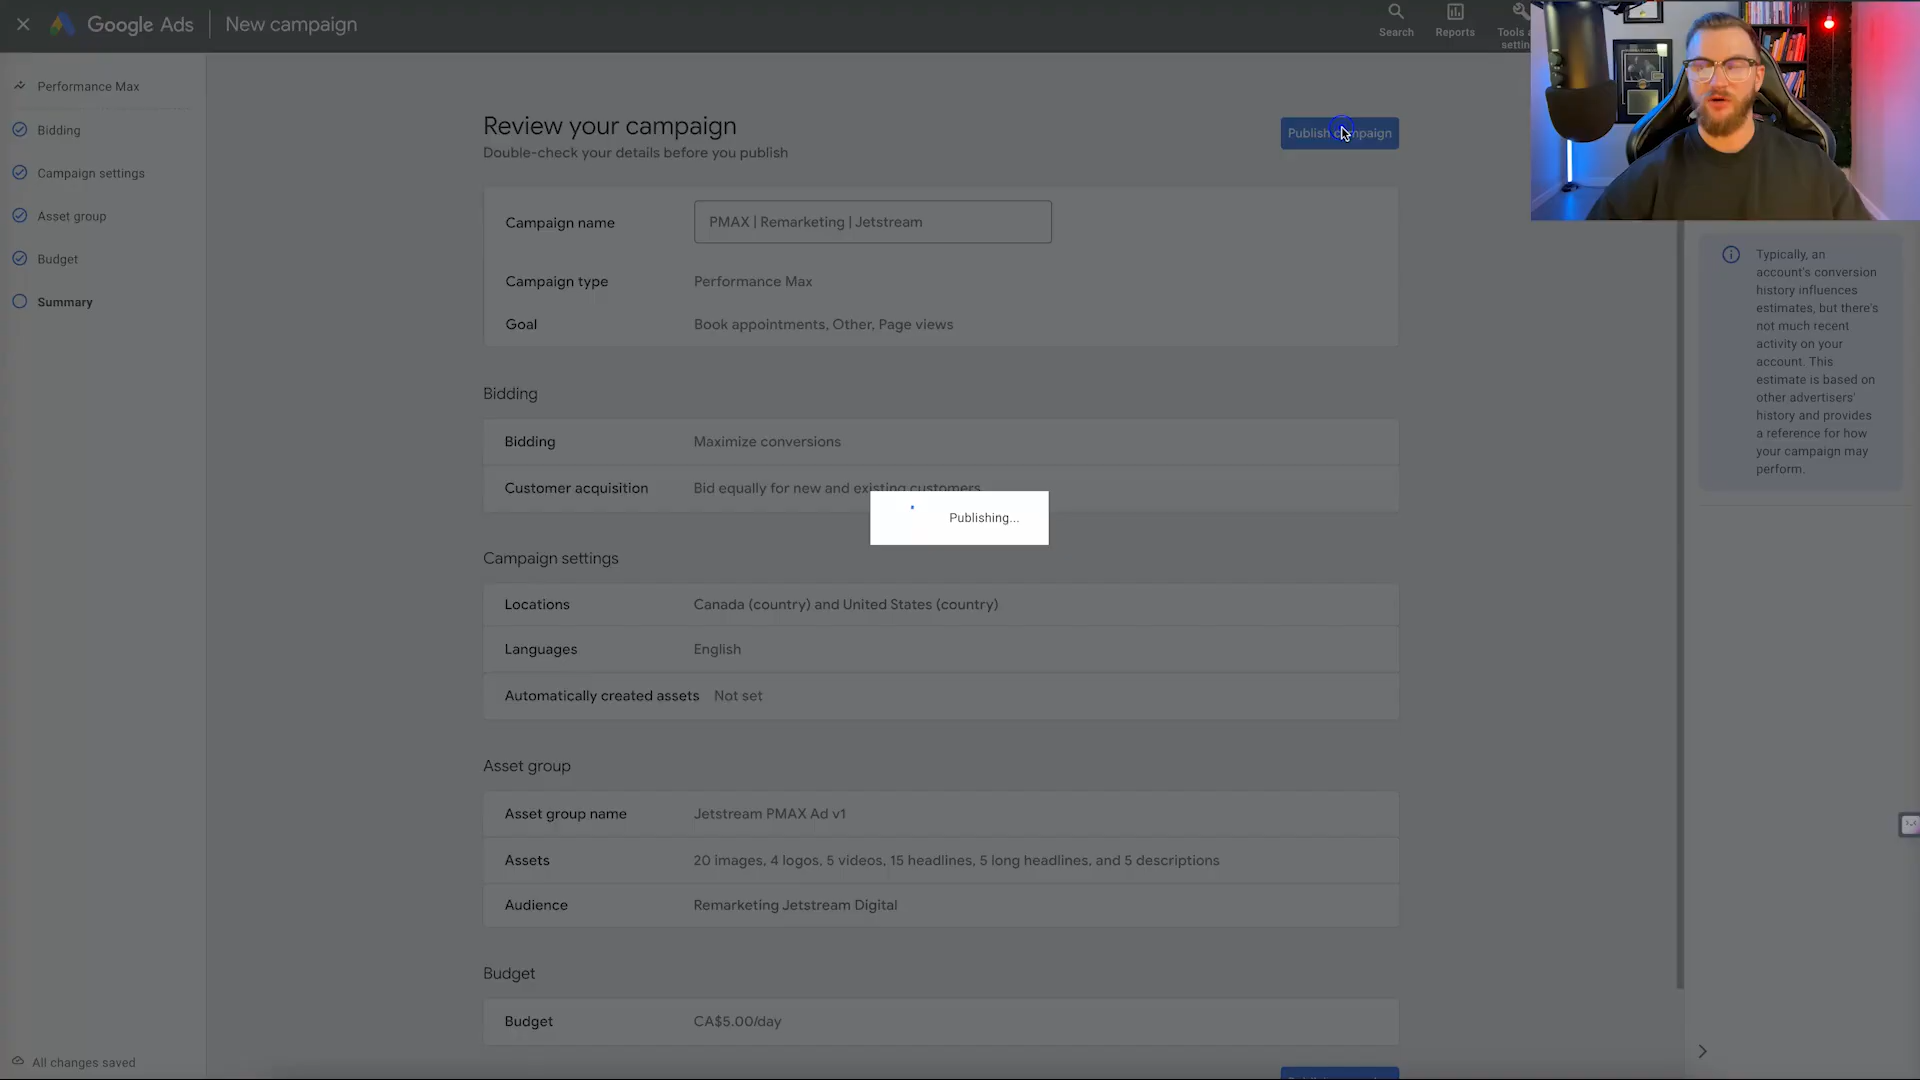 Google Ads
New campaign
Search
Reports
Tools
Performance Max
Bidding
Campaign settings
Asset group
Budget
Summary
Review your campaign
Double-check your details before you publish
Publish campaign
Campaign name
PMAX | Remarketing | Jetstream
Campaign type
Performance Max
Goal
Book appointments, Other, Page views
Bidding
Bidding
Maximize conversions
Customer acquisition
Bid equally for new and existing customers
Publishing...
Campaign settings
Locations
Canada (country) and United States (country)
Languages
English
Automatically created assets
Not set
Asset group
Asset group name
Jetstream PMAX Ad v1
Assets
20 images, 4 logos, 5 videos, 15 headlines, 5 long headlines, and 5 descriptions
Audience
Remarketing Jetstream Digital
Budget
Budget
CA$5.00/day
All changes saved
Typically, an
account's conversion
history influences
estimates, but there's
not much recent
activity on your
account. This
estimate is based on
other advertisers'
history and provides
a reference for how
your campaign may
perform.